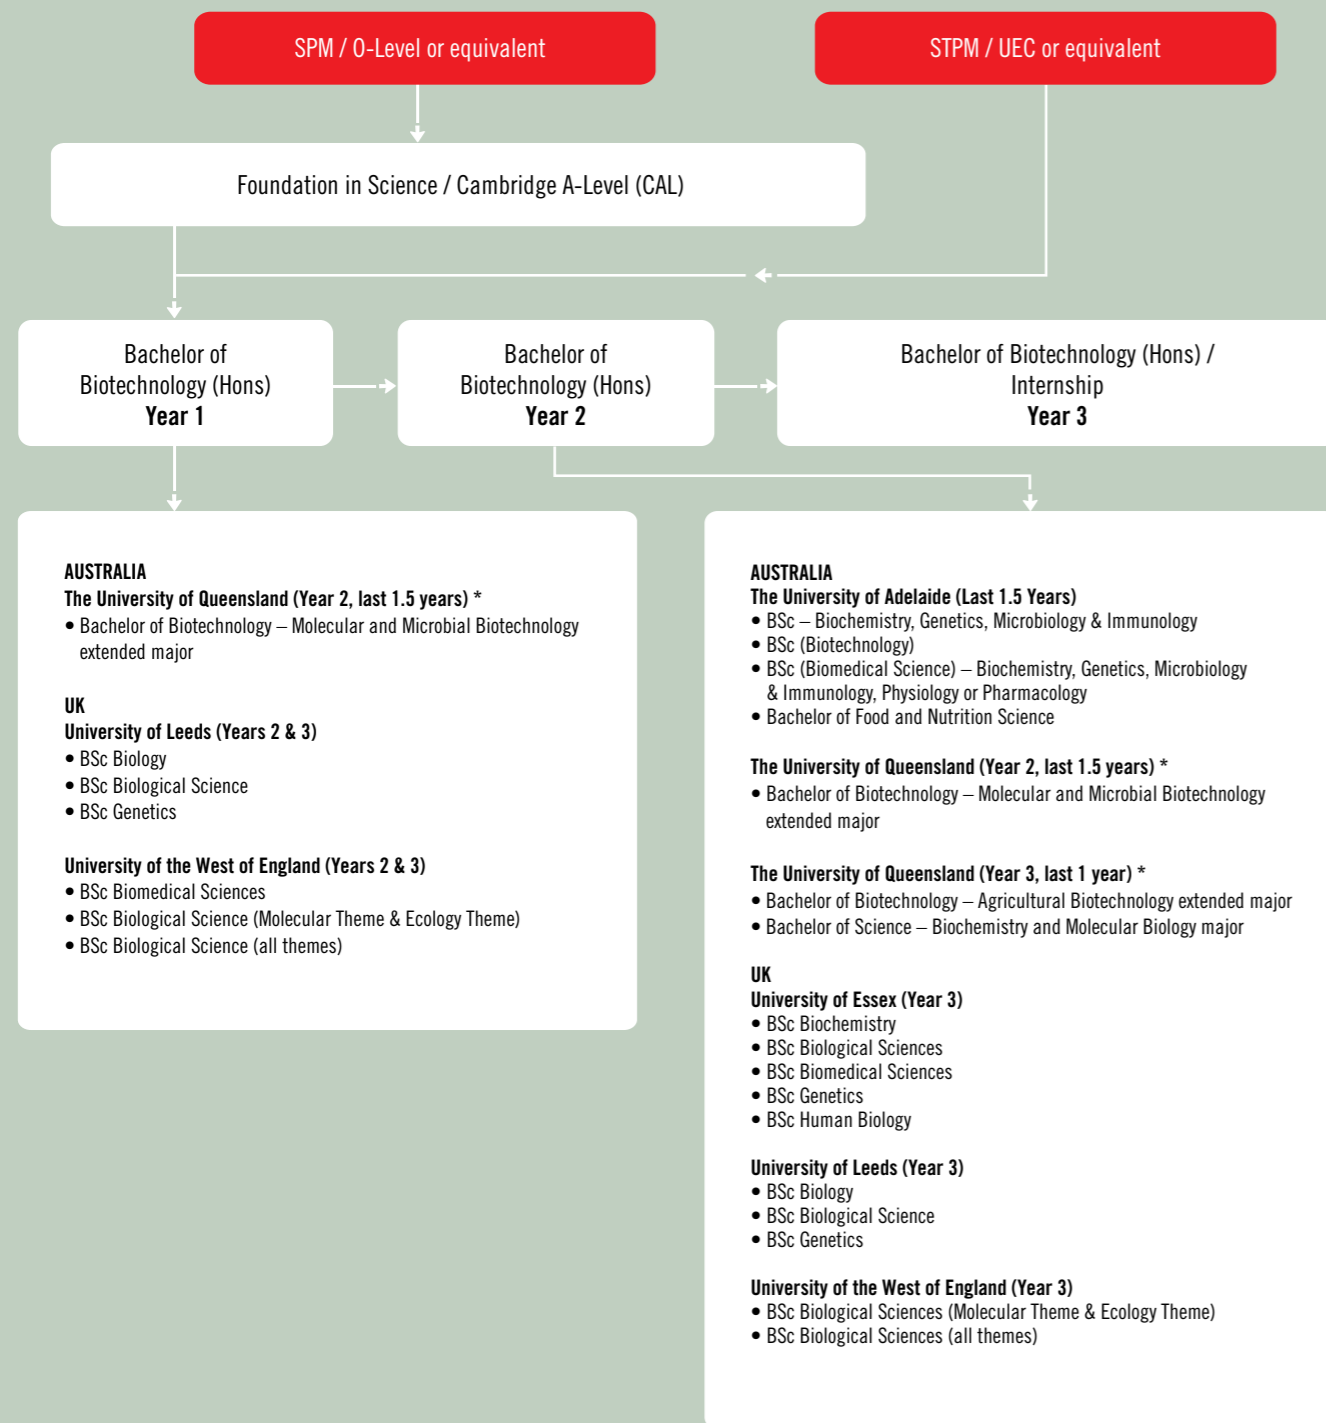 SPM / O-Level or equivalent
STPM / UEC or equivalent
Foundation in Science / Cambridge A-Level (CAL)
Bachelor of
Biotechnology (Hons)
Year 1
Bachelor of
Biotechnology (Hons)
Year 2
Bachelor of Biotechnology (Hons) /
Internship
Year 3
AUSTRALIA
The University of Queensland (Year 2, last 1.5 years) *
• Bachelor of Biotechnology – Molecular and Microbial Biotechnology
extended major
UK
University of Leeds (Years 2 & 3)
• BSc Biology
• BSc Biological Science
• BSc Genetics
University of the West of England (Years 2 & 3)
• BSc Biomedical Sciences
• BSc Biological Science (Molecular Theme & Ecology Theme)
• BSc Biological Science (all themes)
AUSTRALIA
The University of Adelaide (Last 1.5 Years)
• BSc – Biochemistry, Genetics, Microbiology & Immunology
• BSc (Biotechnology)
• BSc (Biomedical Science) – Biochemistry, Genetics, Microbiology
& Immunology, Physiology or Pharmacology
• Bachelor of Food and Nutrition Science
The University of Queensland (Year 2, last 1.5 years) *
• Bachelor of Biotechnology – Molecular and Microbial Biotechnology
extended major
The University of Queensland (Year 3, last 1 year) *
• Bachelor of Biotechnology – Agricultural Biotechnology extended major
• Bachelor of Science – Biochemistry and Molecular Biology major
UK
University of Essex (Year 3)
• BSc Biochemistry
• BSc Biological Sciences
• BSc Biomedical Sciences
• BSc Genetics
• BSc Human Biology
University of Leeds (Year 3)
• BSc Biology
• BSc Biological Science
• BSc Genetics
University of the West of England (Year 3)
• BSc Biological Sciences (Molecular Theme & Ecology Theme)
• BSc Biological Sciences (all themes)